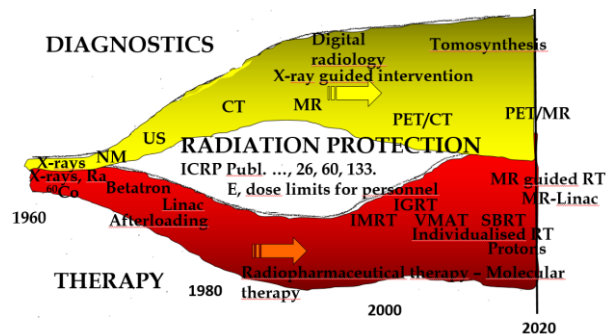 DIAGNOSTICS
Digital
radiology
Tomosynthesis
X-ray guided intervention
CT
MR
PET/CT
PET/MR
US
NM
X-rays
RADIATION PROTECTION
ICRP Publ. …, 26, 60, 133.
E, dose limits for personnel
X-rays, Ra
⁶⁰Co
Betatron
Linac
Afterloading
IGRT
IMRT
VMAT
SBRT
MR guided RT
MR-Linac
Individualised RT
Protons
Radiopharmaceutical therapy – Molecular
therapy
THERAPY
1960
1980
2000
2020